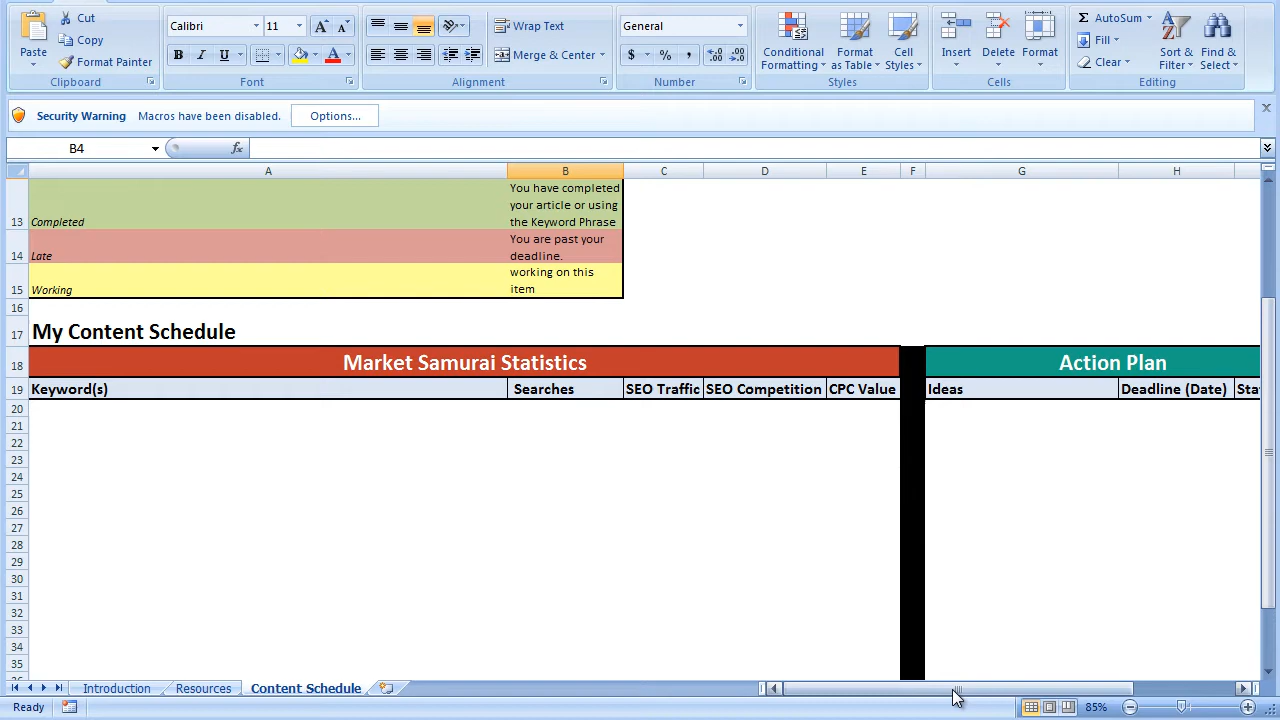 Cut
Copy
Format Painter
Paste
Clipboard
Calibri 11 A A
B I U A
Font
Wrap Text
Merge & Center
Alignment
General
$ % , .00 .00
Number
Conditional
Formatting
Format
as Table
Cell
Styles
Styles
Insert
Delete
Format
Cells
Σ AutoSum
Fill
Clear
Sort &
Filter
Find &
Select
Editing
Security Warning Macros have been disabled. Options...
B4 fx
A B C D E F G H
You have completed
your article or using
13 Completed the Keyword Phrase
You are past your
14 Late deadline.
working on this
15 Working item
16
17 My Content Schedule
18 Market Samurai Statistics Action Plan
19 Keyword(s) Searches SEO Traffic SEO Competition CPC Value Ideas Deadline (Date) Sta
20
21
22
23
24
25
26
27
28
29
30
31
32
33
34
35
Introduction Resources Content Schedule
Ready 85%